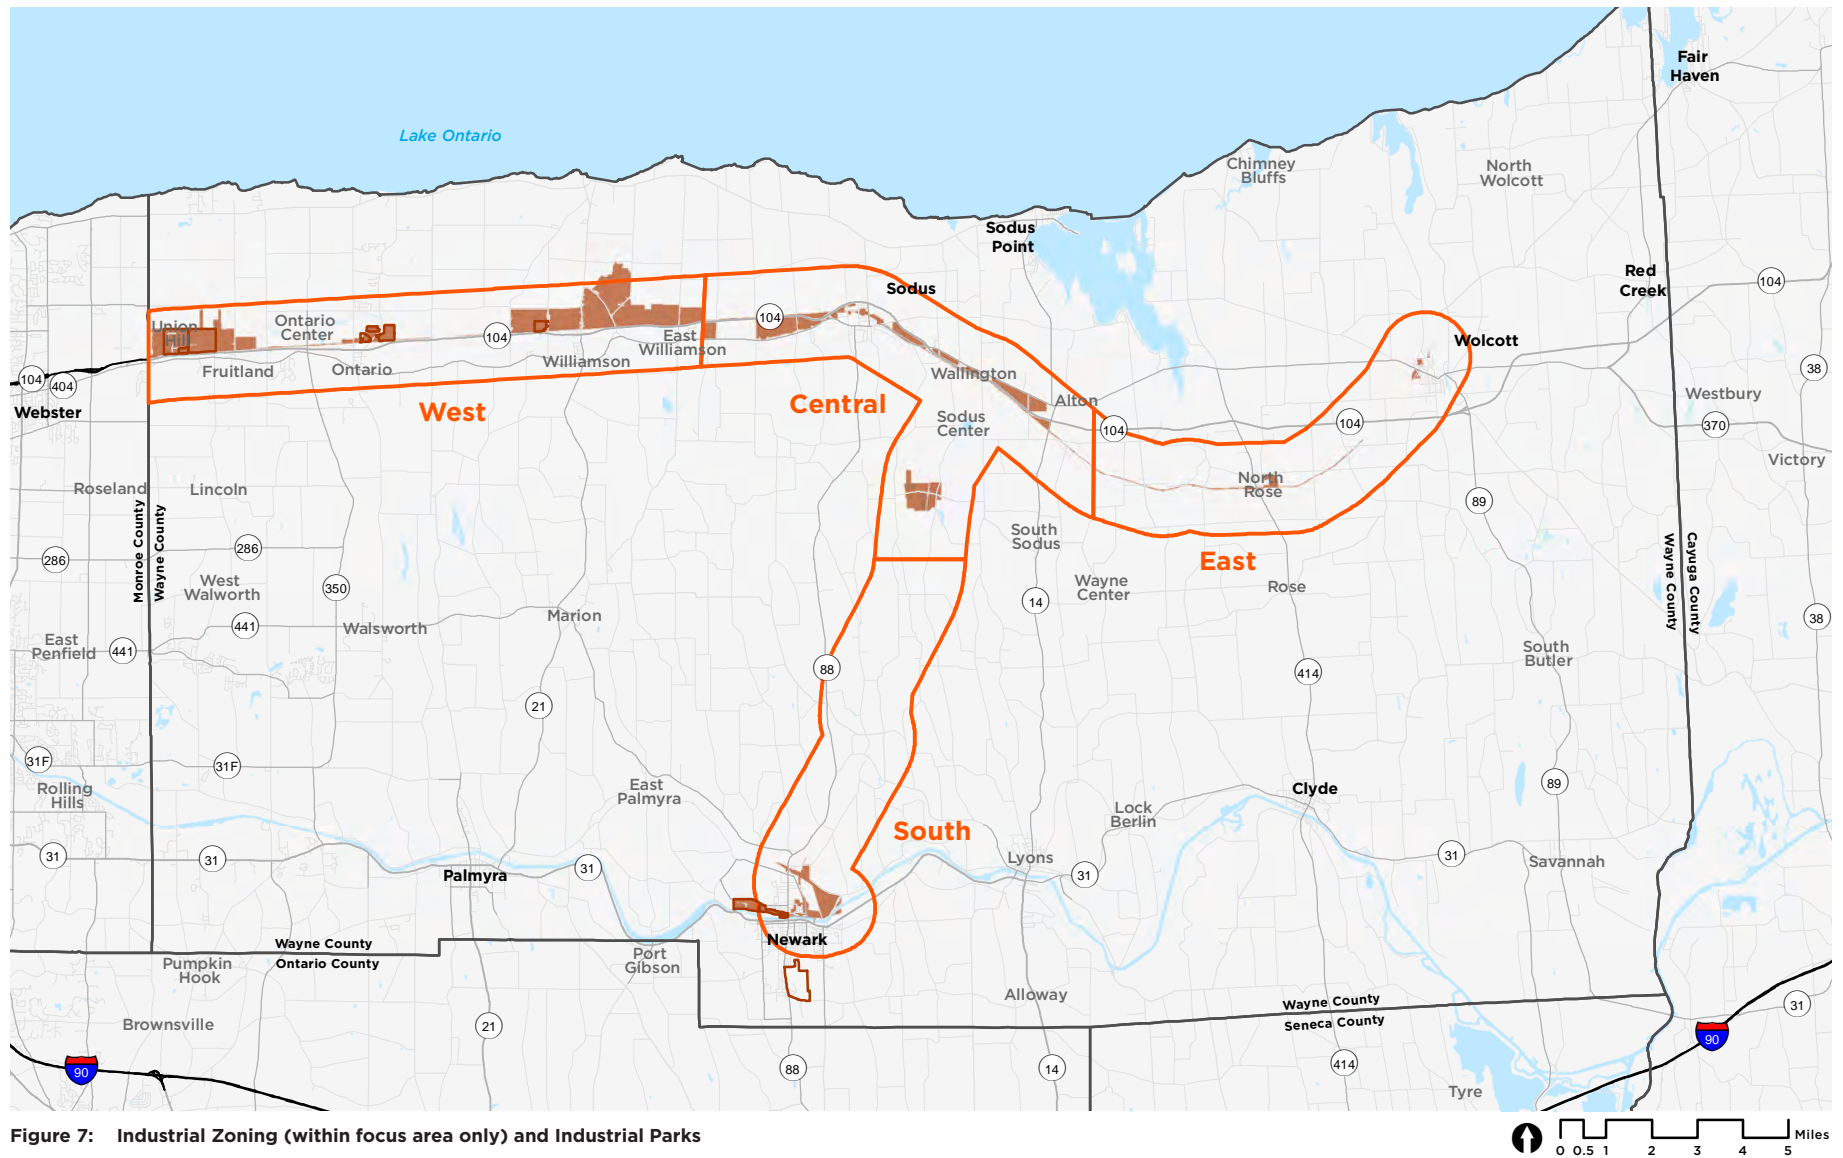 Fair
Haven
Lake Ontario
Chimney
Bluffs
North
Wolcott
Sodus
Point
Red
Creek
104
Sodus
104
Union
Hill
Ontario
Center
104
East
Williamson
Wolcott
Williamson
Fruitland
Ontario
Wallington
104
404
38
Webster
West
Central
Alton
Westbury
Sodus
Center
104
104
370
Victory
Roseland
Lincoln
North
Rose
89
Monroe County
Wayne County
South
Sodus
286
286
East
Cayuga County
Wayne County
West
Walworth
350
Wayne
Center
Rose
14
Marion
38
441
Walsworth
East
Penfield
441
South
Butler
88
414
21
31F
31F
Rolling
Hills
East
Palmyra
Clyde
89
Lock
Berlin
South
31
31
31
Palmyra
Lyons
31
31
Savannah
Newark
Wayne County
Ontario County
Pumpkin
Hook
Port
Gibson
Alloway
Wayne County
Seneca County
31
Brownsville
21
90
90
88
14
414
Tyre
Figure 7: Industrial Zoning (within focus area only) and Industrial Parks
Miles
0 0.5 1 2 3 4 5